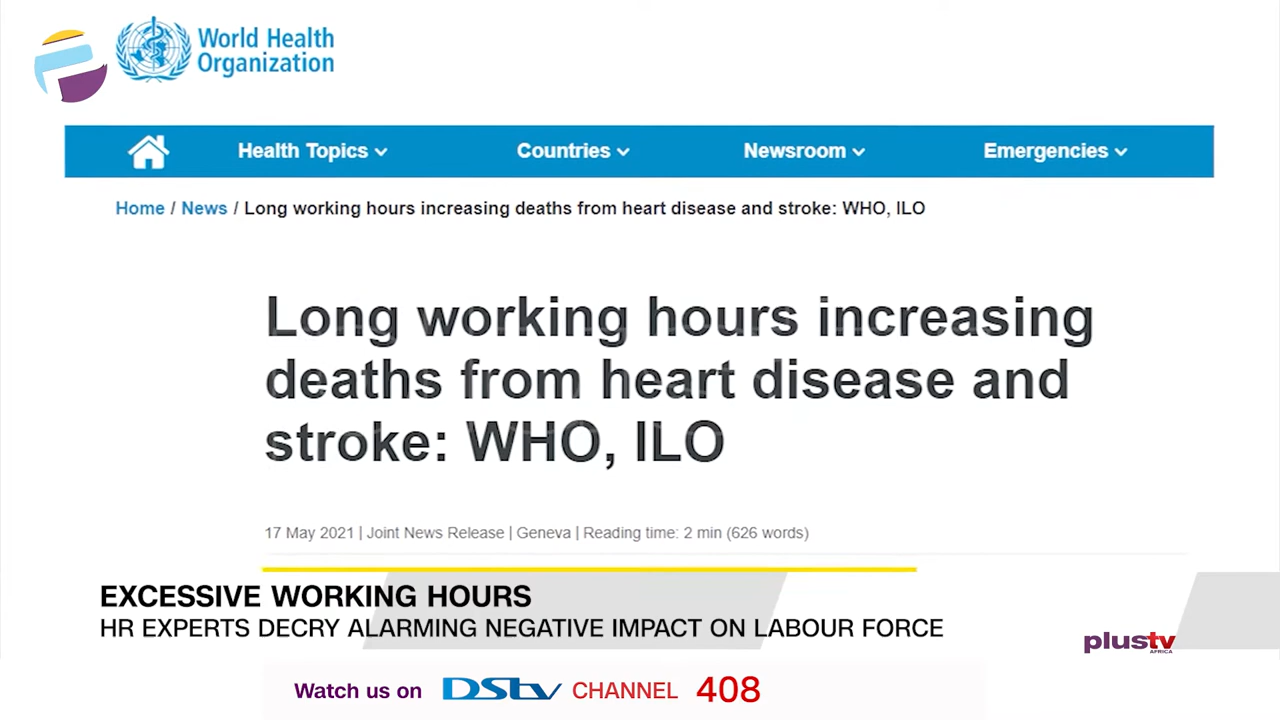 World Health
Organization
Health Topics
Countries
Newsroom
Emergencies
Home / News / Long working hours increasing deaths from heart disease and stroke: WHO, ILO
Long working hours increasing
deaths from heart disease and
stroke: WHO, ILO
17 May 2021 | Joint News Release | Geneva | Reading time: 2 min (626 words)
EXCESSIVE WORKING HOURS
HR EXPERTS DECRY ALARMING NEGATIVE IMPACT ON LABOUR FORCE
plustv
AFRICA
Watch us on DStv CHANNEL 408